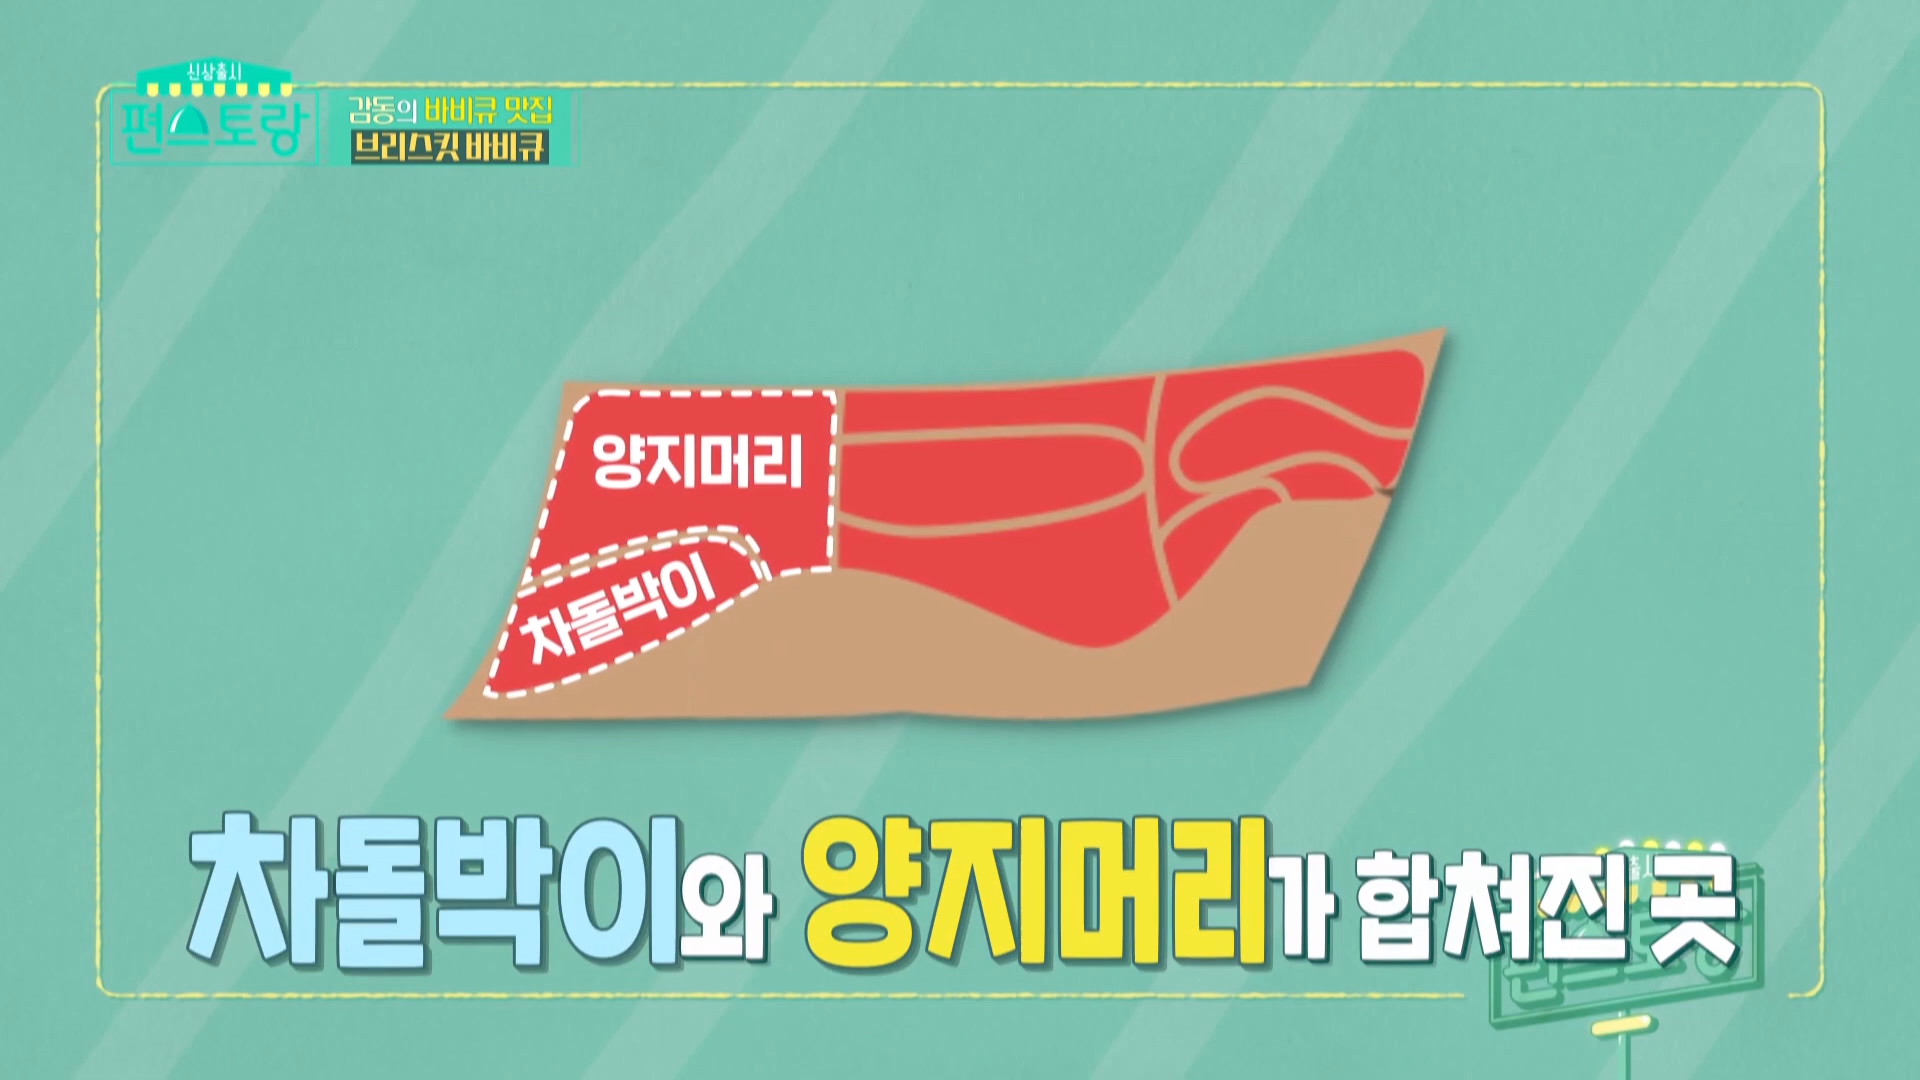 신상출시
편스토랑
감동의 바비큐 맛집
브리스킷 바비큐
양지머리
차돌박이
차돌박이와 양지머리가 합쳐진 곳